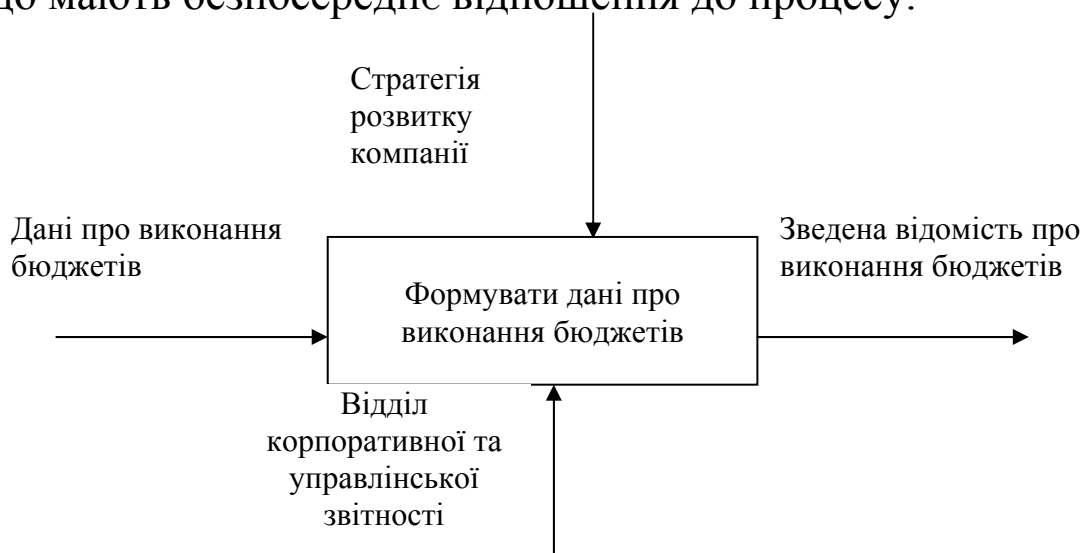 що мають безпосереднє відношення до процесу.
Стратегія
розвитку
компанії
Дані про виконання
бюджетів
Зведена відомість про
виконання бюджетів
Формувати дані про
виконання бюджетів
Відділ
корпоративної та
управлінської
звітності